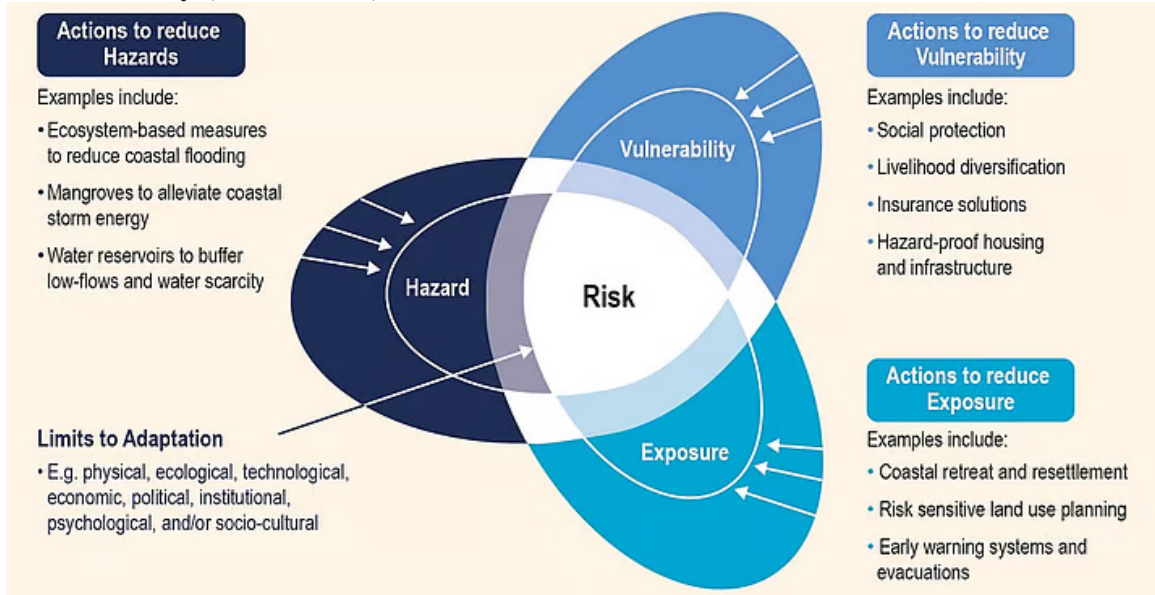 Actions to reduce
Hazards
Examples include:
• Ecosystem-based measures
to reduce coastal flooding
• Mangroves to alleviate coastal
storm energy
• Water reservoirs to buffer
low-flows and water scarcity
Limits to Adaptation
• E.g. physical, ecological, technological,
economic, political, institutional,
psychological, and/or socio-cultural
Vulnerability
Hazard
Risk
Exposure
Actions to reduce
Vulnerability
Examples include:
• Social protection
• Livelihood diversification
• Insurance solutions
• Hazard-proof housing
and infrastructure
Actions to reduce
Exposure
Examples include:
• Coastal retreat and resettlement
• Risk sensitive land use planning
• Early warning systems and
evacuations